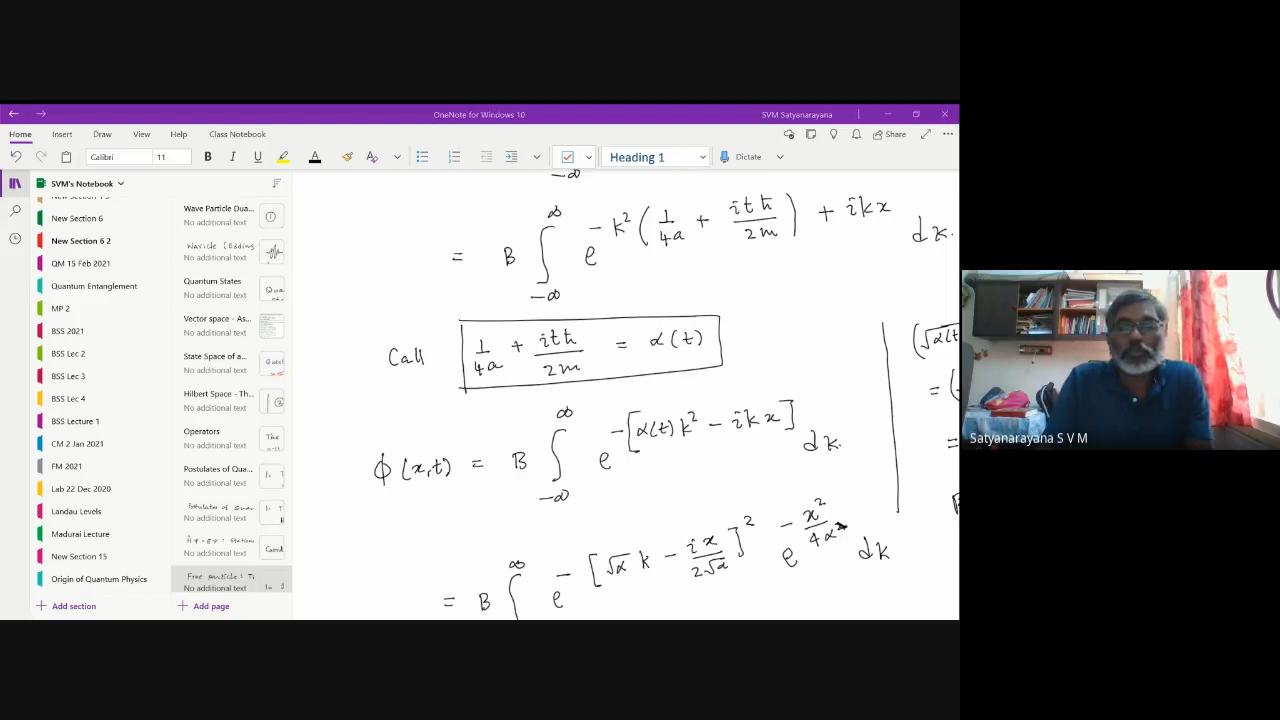 OneNote for Windows 10
SVM Satyanarayana
Home Insert Draw View Help Class Notebook
Share
Calibri 11 B I U A Heading 1 Dictate
SVM's Notebook
New Section 6
New Section 6 2
QM 15 Feb 2021
Quantum Entanglement
MP 2
BSS 2021
BSS Lec 2
BSS Lec 3
BSS Lec 4
BSS Lecture 1
CM 2 Jan 2021
FM 2021
Lab 22 Dec 2020
Landau Levels
Madurai Lecture
New Section 15
Origin of Quantum Physics
Add section
Wave Particle Dua...
No additional text
No additional text
Quantum States
No additional text
Vector space - As...
No additional text
State Space of a...
No additional text
Hilbert Space - Th...
No additional text
Operators
No additional text
Postulates of Qua...
No additional text
No additional text
No additional text
Free particle: Ti
No additional text
Add page
-∞
= B ∫_{-∞}^{∞} e^{-k²(1/4a + itħ/2m) + ikx} dk.
Call 1/4a + itħ/2m = α(t)
ϕ(x,t) = B ∫_{-∞}^{∞} e^{-[α(t)k² - ikx]} dk.
= B ∫^{∞} e^{-[√α k - ix/2√α]²} e^{-x²/4α} dk
Satyanarayana S V M